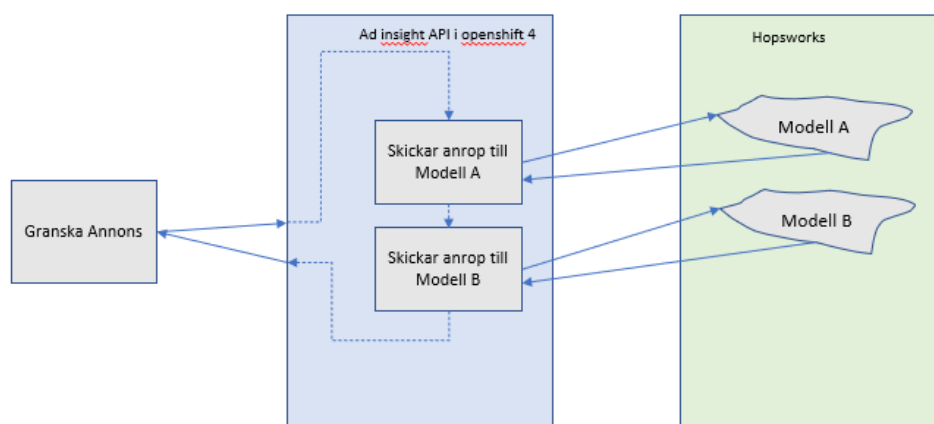 Ad insight API i openshift 4
Hopsworks
Modell A
Skickar anrop till
Modell A
Granska Annons
Modell B
Skickar anrop till
Modell B